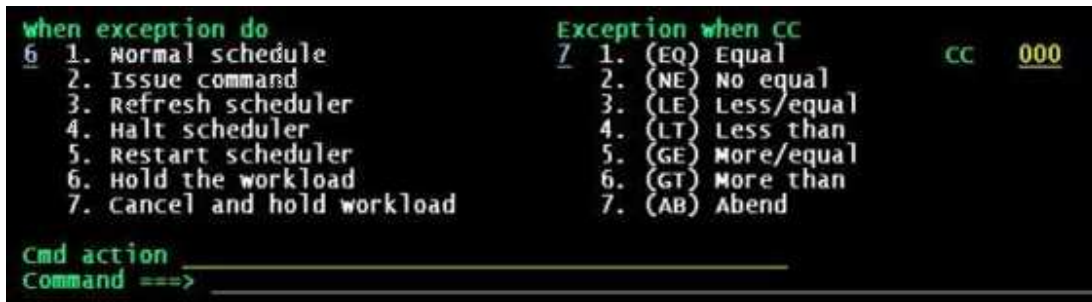 When exception do Exception when CC
6 1. Normal schedule 7 1. (EQ) Equal CC 000
2. Issue command 2. (NE) No equal
3. Refresh scheduler 3. (LE) Less/equal
4. Halt scheduler 4. (LT) Less than
5. Restart scheduler 5. (GE) More/equal
6. Hold the workload 6. (GT) More than
7. Cancel and hold workload 7. (AB) Abend
Cmd action
Command ===>